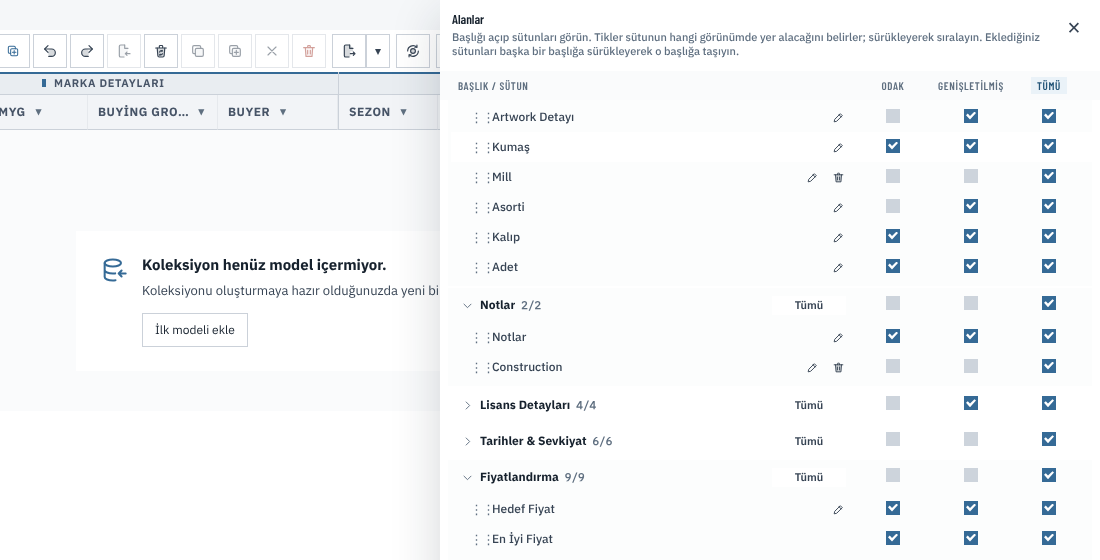 Alanlar
Başlığı açıp sütunları görün. Tikler sütunun hangi görünümde yer alacağını belirler; sürükleyerek sıralayın. Eklediğiniz
sütunları başka bir başlığa sürükleyerek o başlığa taşıyın.
MARKA DETAYLARI
MYG
BUYİNG GRO...
BUYER
SEZON
Koleksiyon henüz model içermiyor.
Koleksiyonu oluşturmaya hazır olduğunuzda yeni bi
İlk modeli ekle
BAŞLIK / SÜTUN ODAK GENİŞLETİLMİŞ TÜMÜ
Artwork Detayı
Kumaş
Mill
Asorti
Kalıp
Adet
Notlar 2/2 Tümü
Notlar
Construction
Lisans Detayları 4/4 Tümü
Tarihler & Sevkiyat 6/6 Tümü
Fiyatlandırma 9/9 Tümü
Hedef Fiyat
En İyi Fiyat